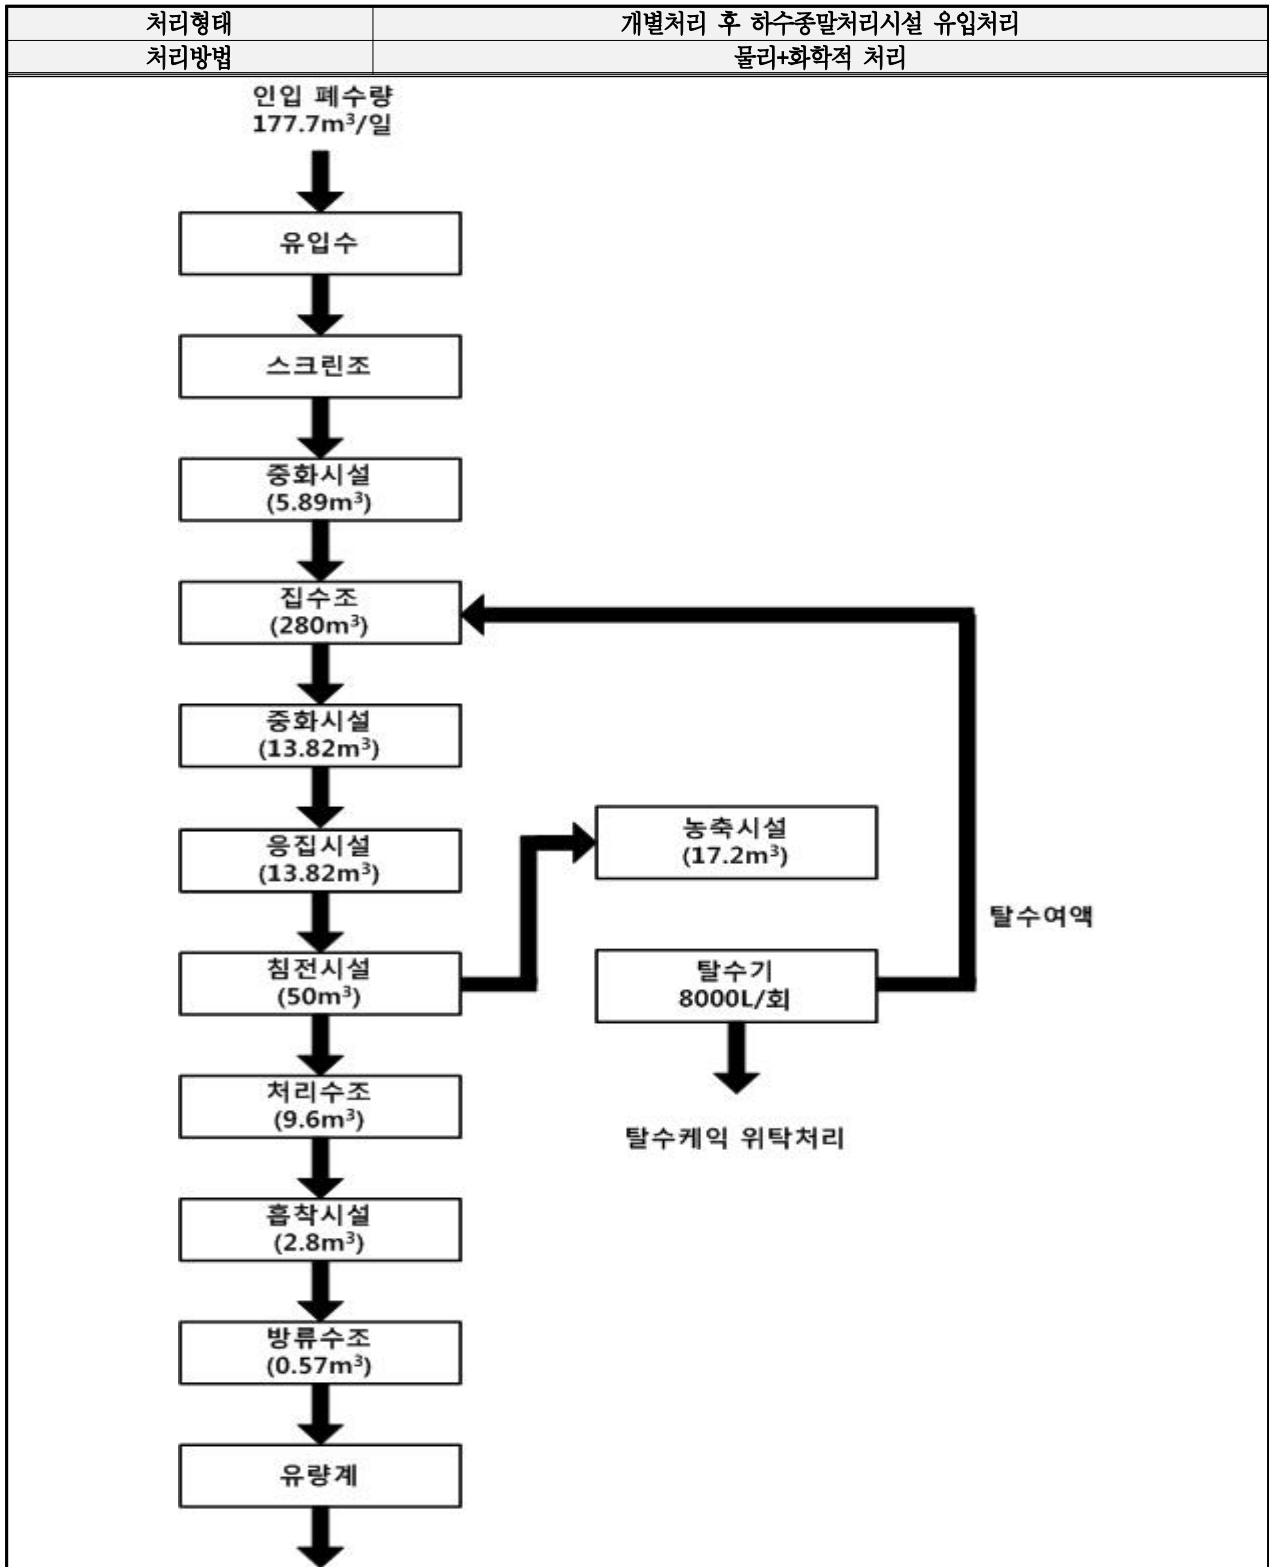 처리형태 개별처리 후 하수종말처리시설 유입처리
처리방법 물리+화학적 처리
인입 폐수량
177.7m³/일
유입수
스크린조
중화시설
(5.89m³)
집수조
(280m³)
중화시설
(13.82m³)
응집시설
(13.82m³)
농축시설
(17.2m³)
탈수여액
침전시설
(50m³)
탈수기
8000L/회
처리수조
(9.6m³)
탈수케익 위탁처리
흡착시설
(2.8m³)
방류수조
(0.57m³)
유량계